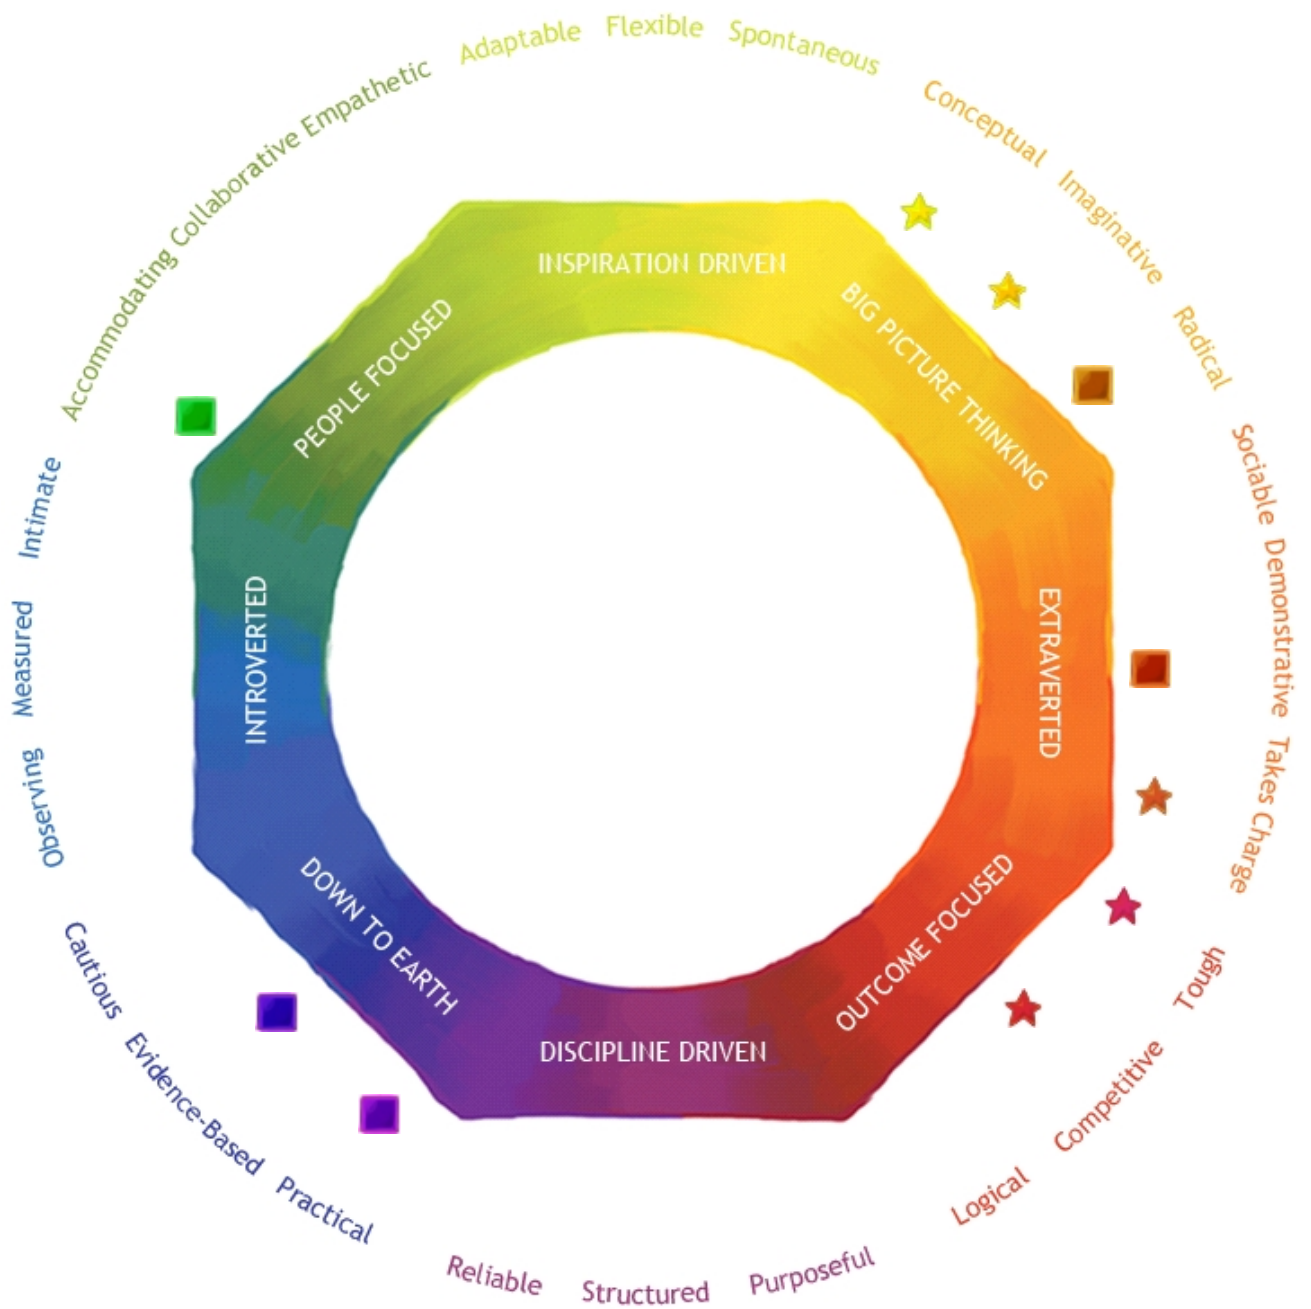 Adaptable Flexible Spontaneous
Conceptual Imaginative Radical
Sociable Demonstrative Takes Charge
Tough Competitive Logical
Purposeful Structured Reliable
Practical Evidence-Based Cautious
Observing Measured Intimate
Accommodating Collaborative Empathetic
INSPIRATION DRIVEN
BIG PICTURE THINKING
EXTRAVERTED
OUTCOME FOCUSED
DISCIPLINE DRIVEN
DOWN TO EARTH
INTROVERTED
PEOPLE FOCUSED